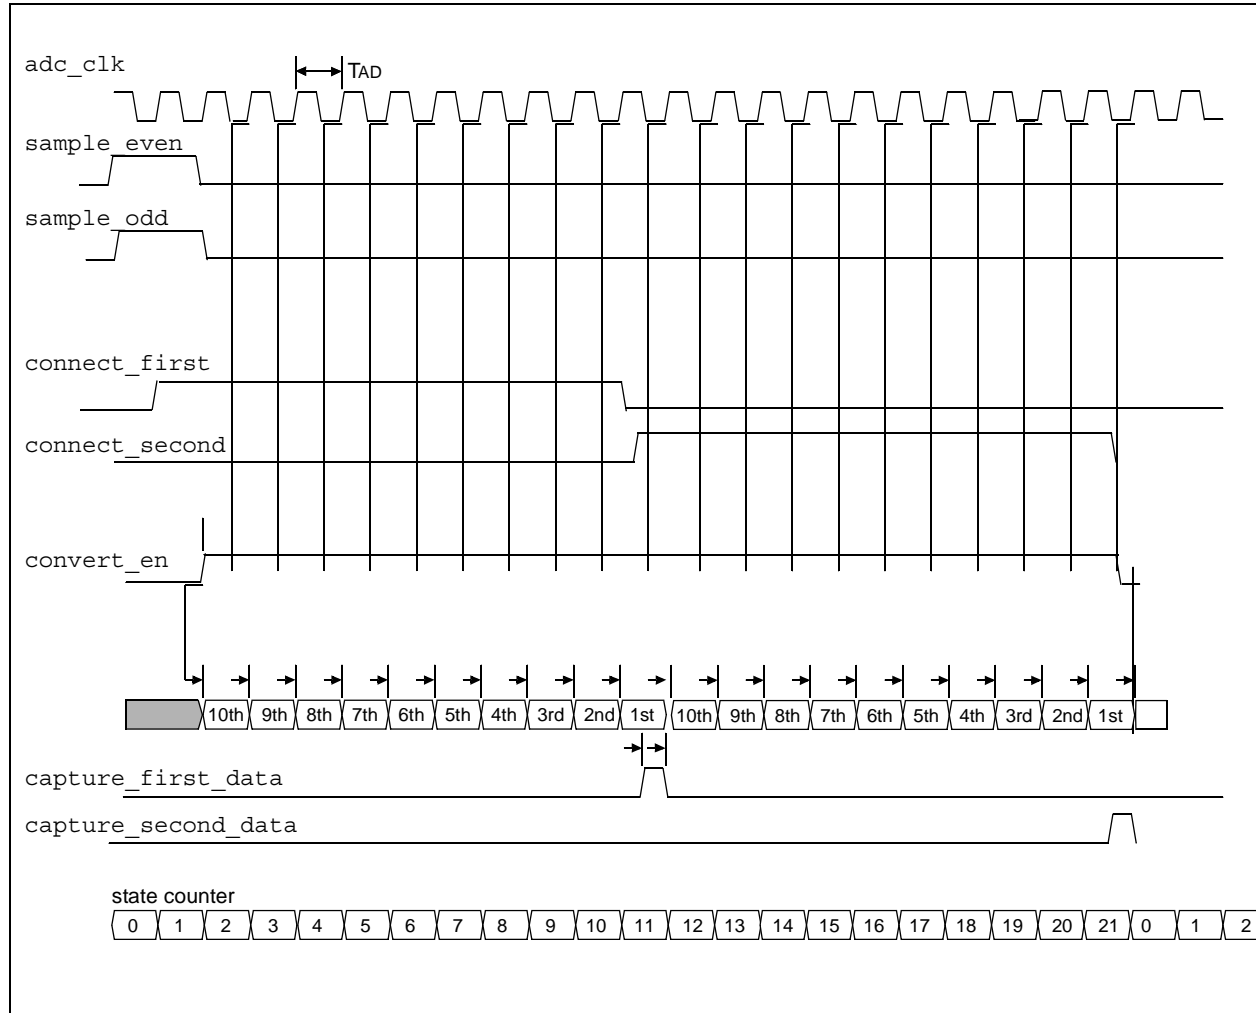 adc_clk
TAD
sample_even
sample_odd
connect_first
connect_second
convert_en
10th 9th 8th 7th 6th 5th 4th 3rd 2nd 1st 10th 9th 8th 7th 6th 5th 4th 3rd 2nd 1st
capture_first_data
capture_second_data
state counter
0 1 2 3 4 5 6 7 8 9 10 11 12 13 14 15 16 17 18 19 20 21 0 1 2